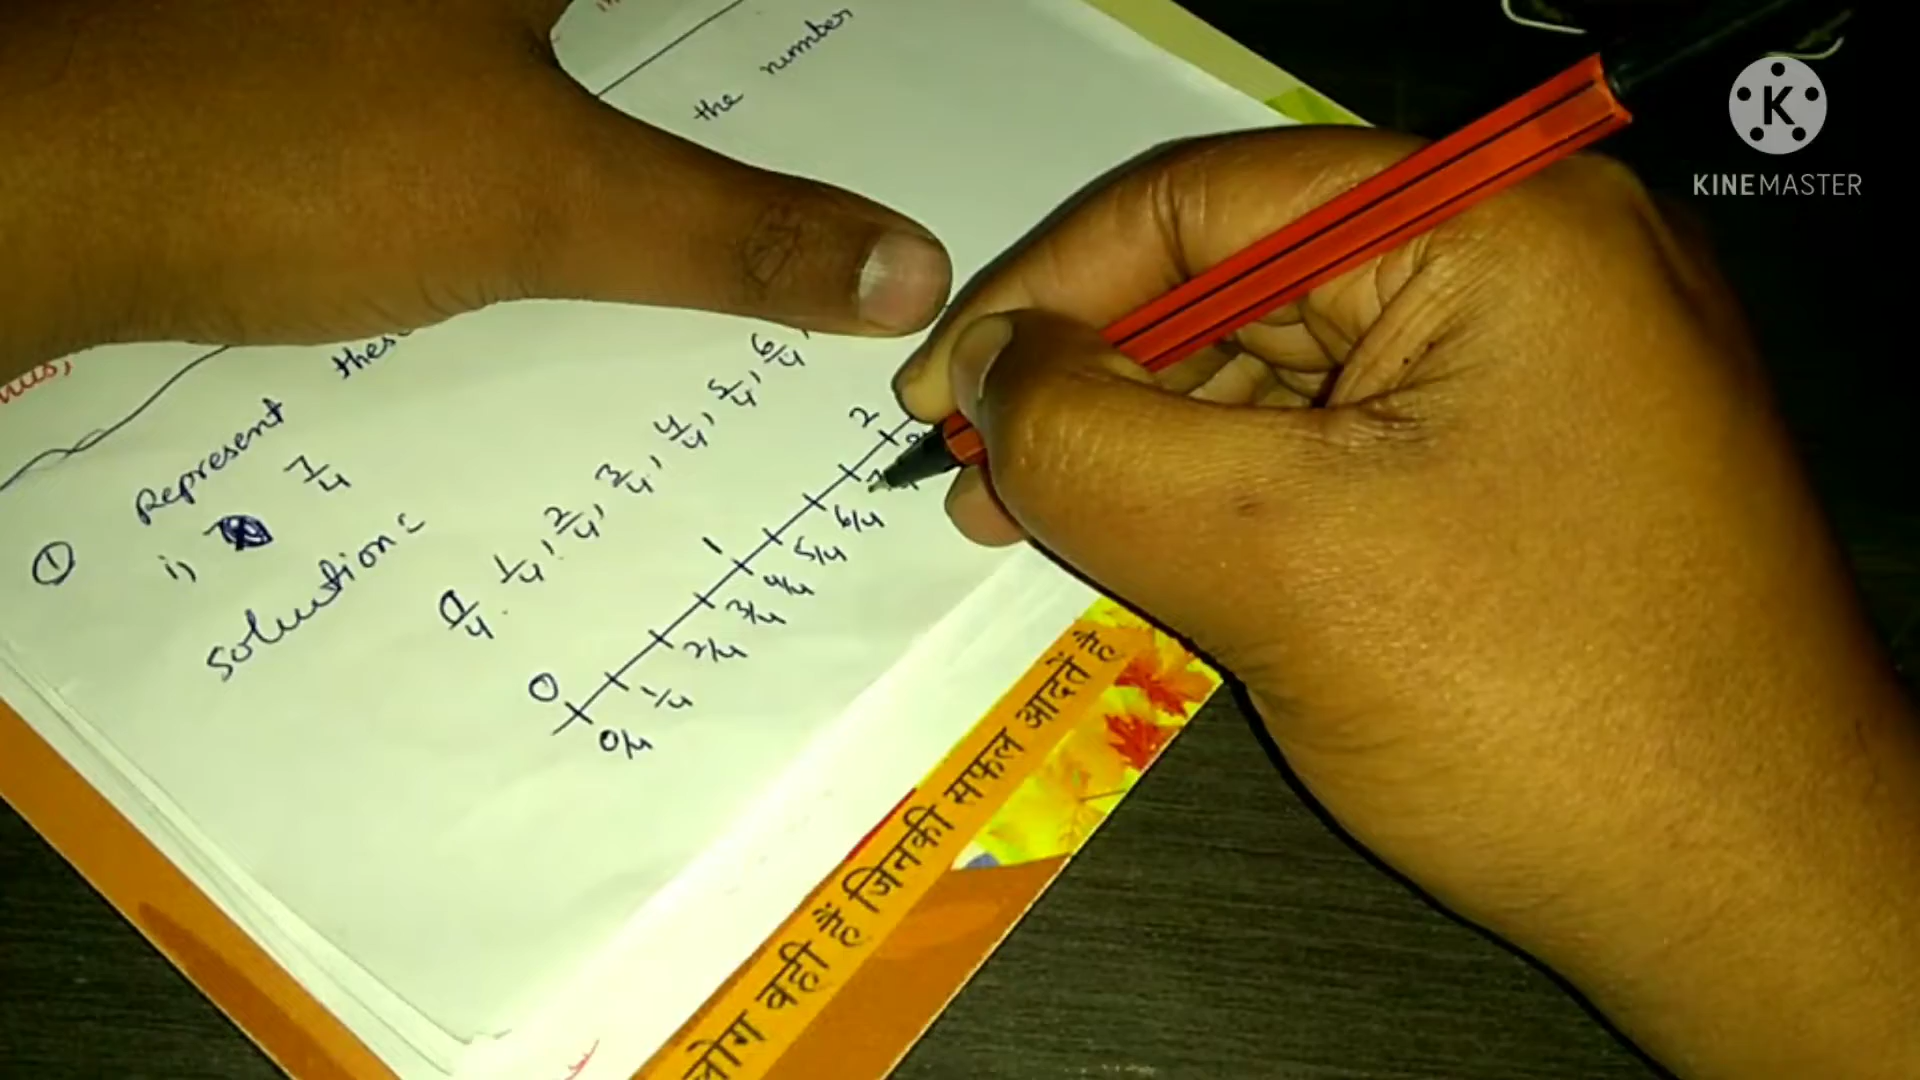 the number
① Represent thes
i) 7/4
Solution:
0/4, 1/4, 2/4, 3/4, 4/4, 5/4, 6/4,
0 1 2
0/4 1/4 2/4 3/4 4/4 5/4 6/4
लोग वही हैं जिनकी सफल आदतें है
KINEMASTER